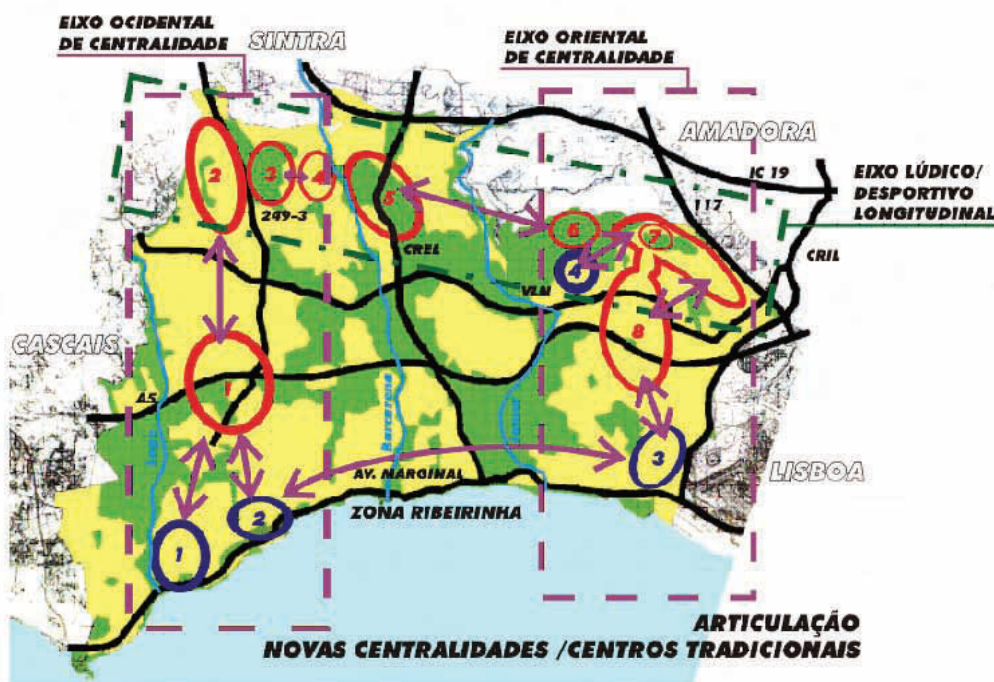 EIXO OCIDENTAL
DE CENTRALIDADE
SINTRA
EIXO ORIENTAL
DE CENTRALIDADE
AMADORA
IC 19
EIXO LÚDICO/
DESPORTIVO
LONGITUDINAL
117
CRIL
2
3
4
5
249-3
CREL
6
7
4
VLN
8
CASCAIS
1
A5
Barcarena
3
LISBOA
AV. MARGINAL
2
ZONA RIBEIRINHA
1
ARTICULAÇÃO
NOVAS CENTRALIDADES /CENTROS TRADICIONAIS